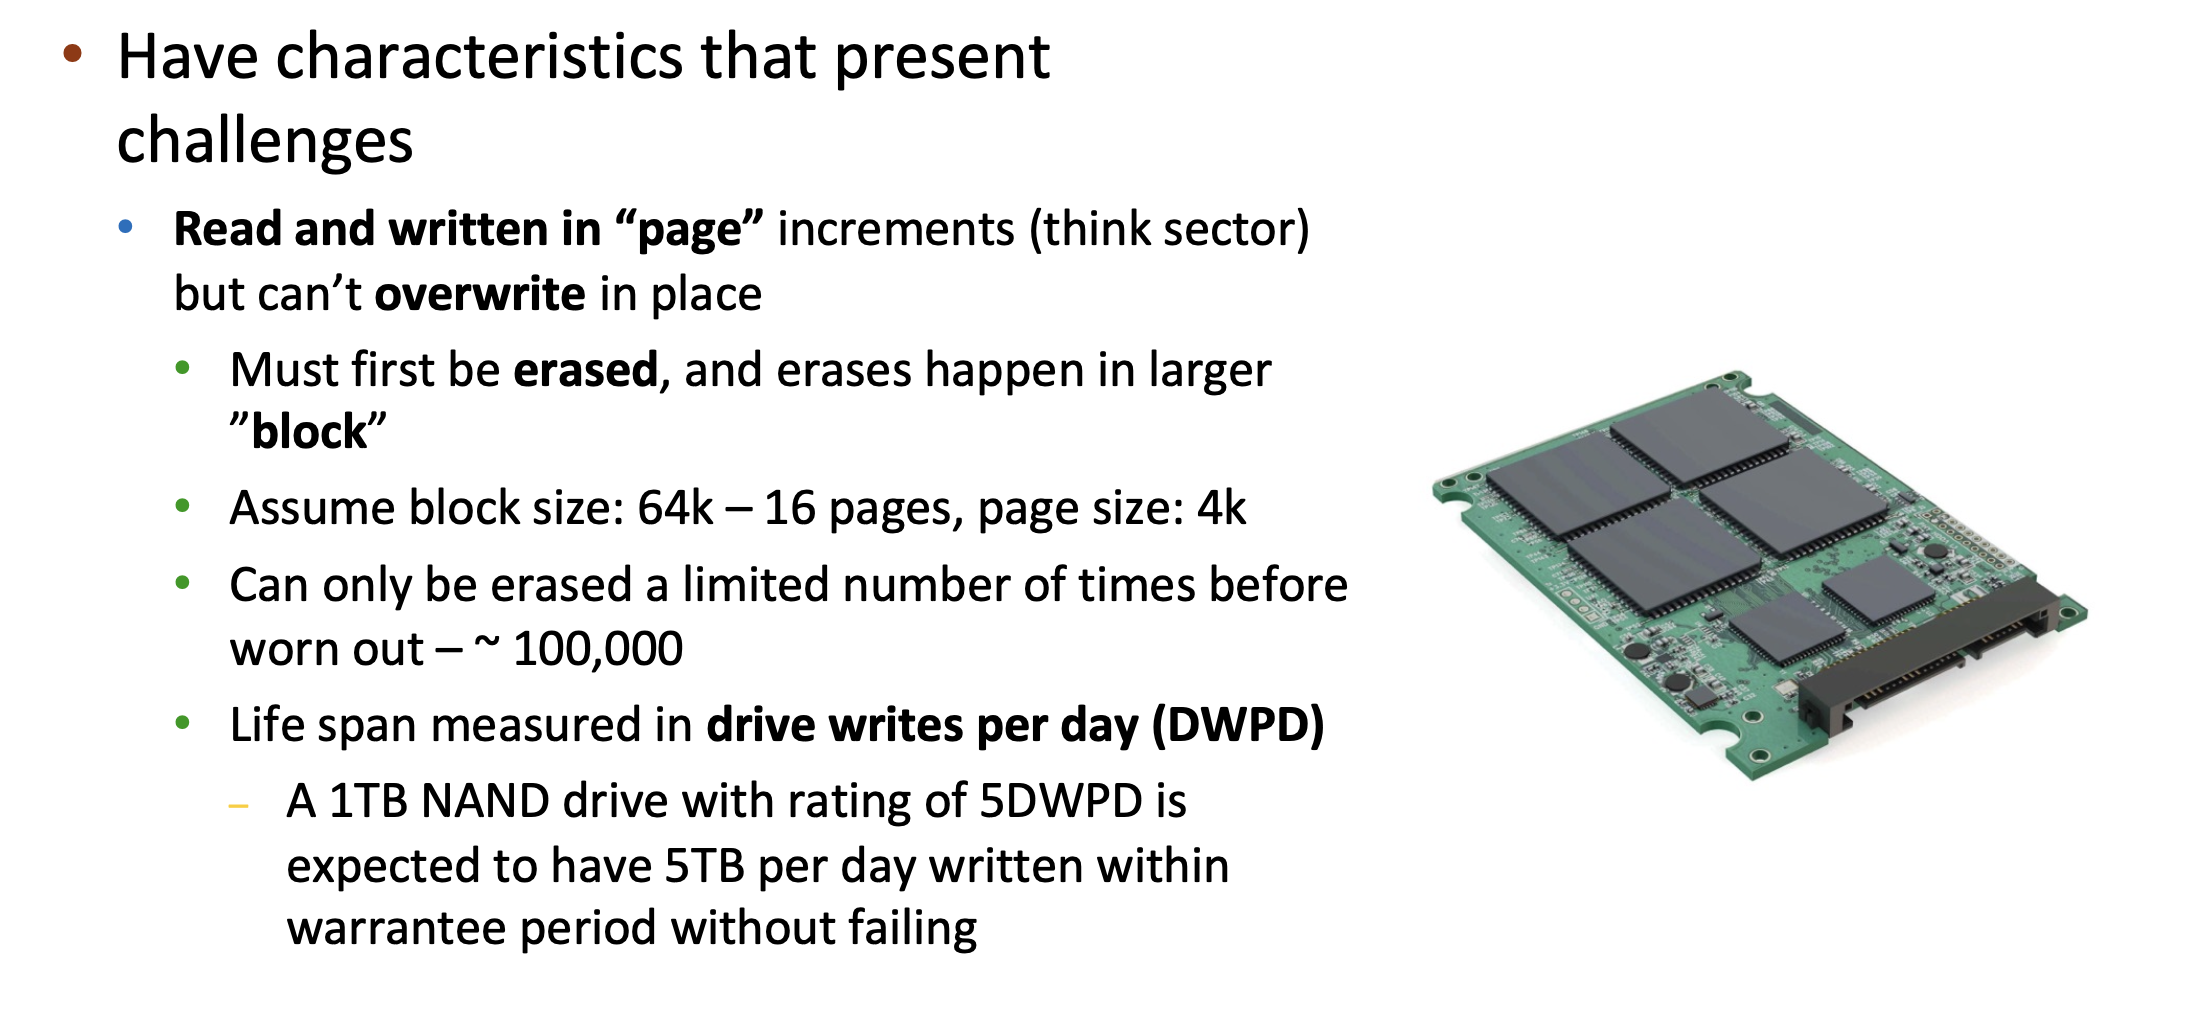 • Have characteristics that present
challenges
• Read and written in “page” increments (think sector)
but can’t overwrite in place
• Must first be erased, and erases happen in larger
”block”
• Assume block size: 64k – 16 pages, page size: 4k
• Can only be erased a limited number of times before
worn out – ~ 100,000
• Life span measured in drive writes per day (DWPD)
– A 1TB NAND drive with rating of 5DWPD is
expected to have 5TB per day written within
warrantee period without failing